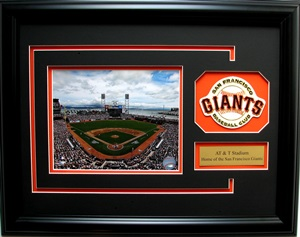 SAN FRANCISCO
GIANTS
BASEBALL CLUB
AT & T Stadium
Home of the San Francisco Giants